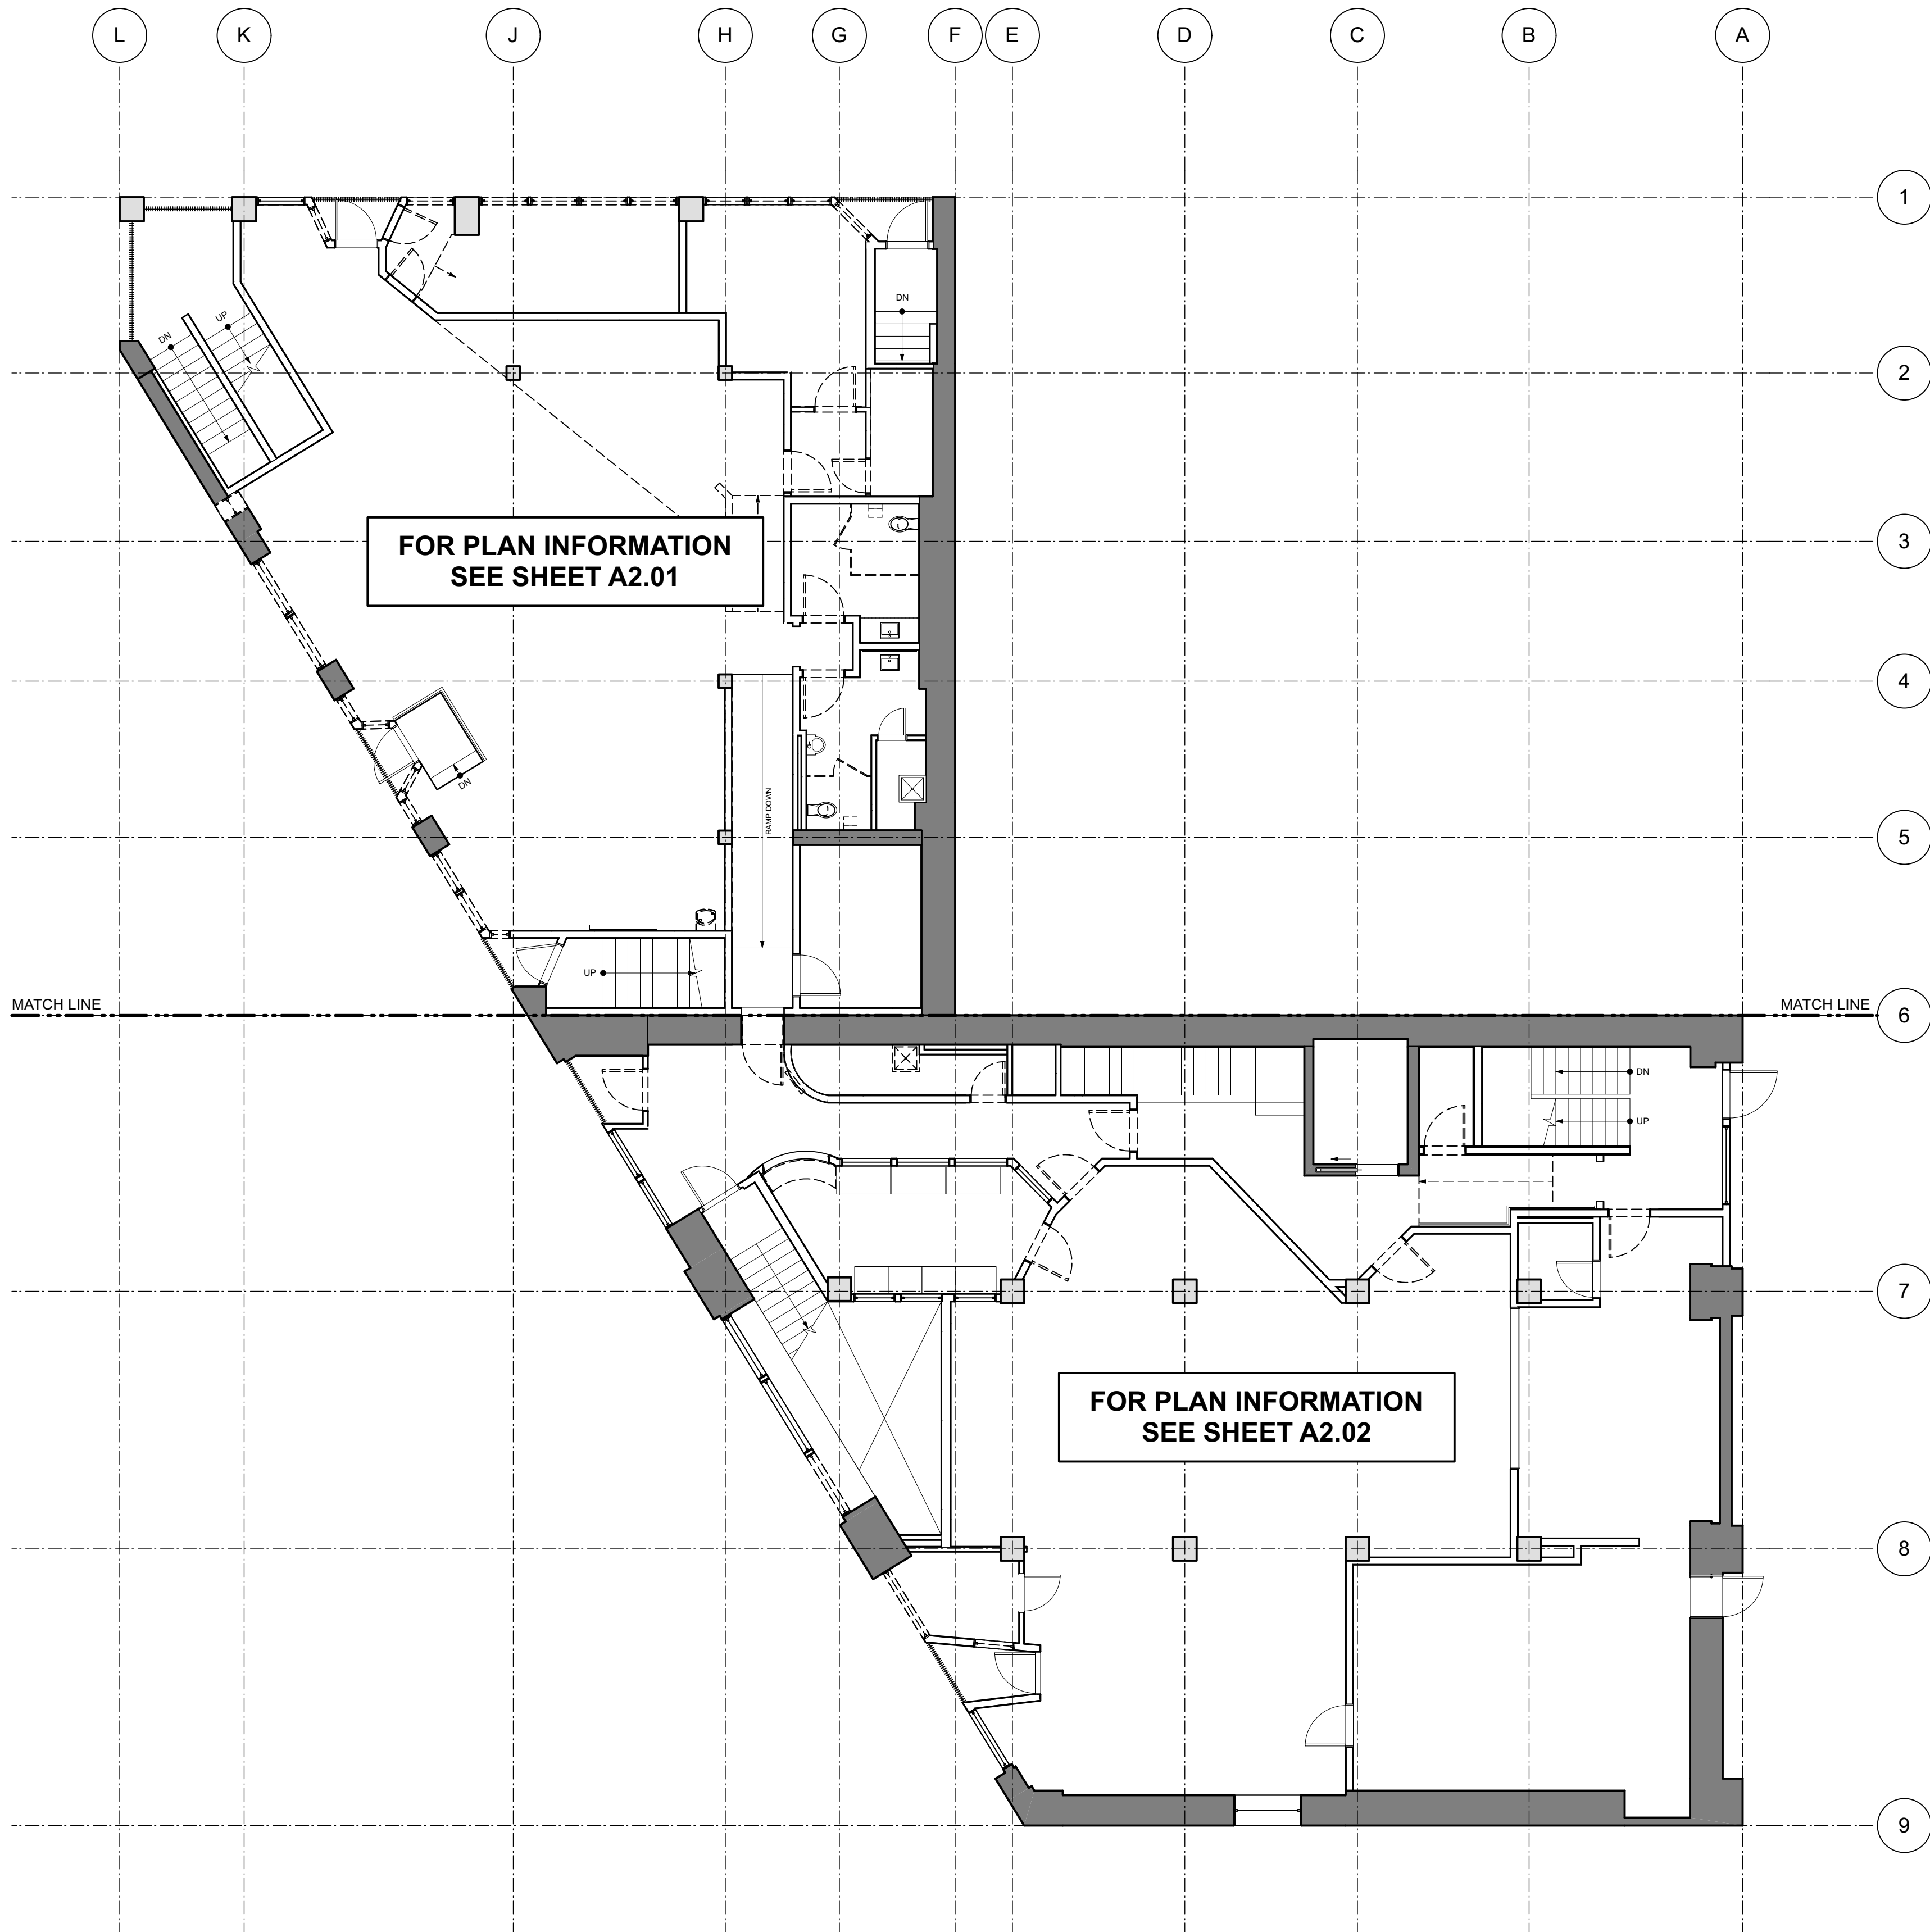 L K J H G F E D C B A
1
DN
UP
DN
2
FOR PLAN INFORMATION
SEE SHEET A2.01
3
4
DN
RAMP DOWN
5
UP
MATCH LINE
MATCH LINE
6
DN
UP
7
FOR PLAN INFORMATION
SEE SHEET A2.02
8
9